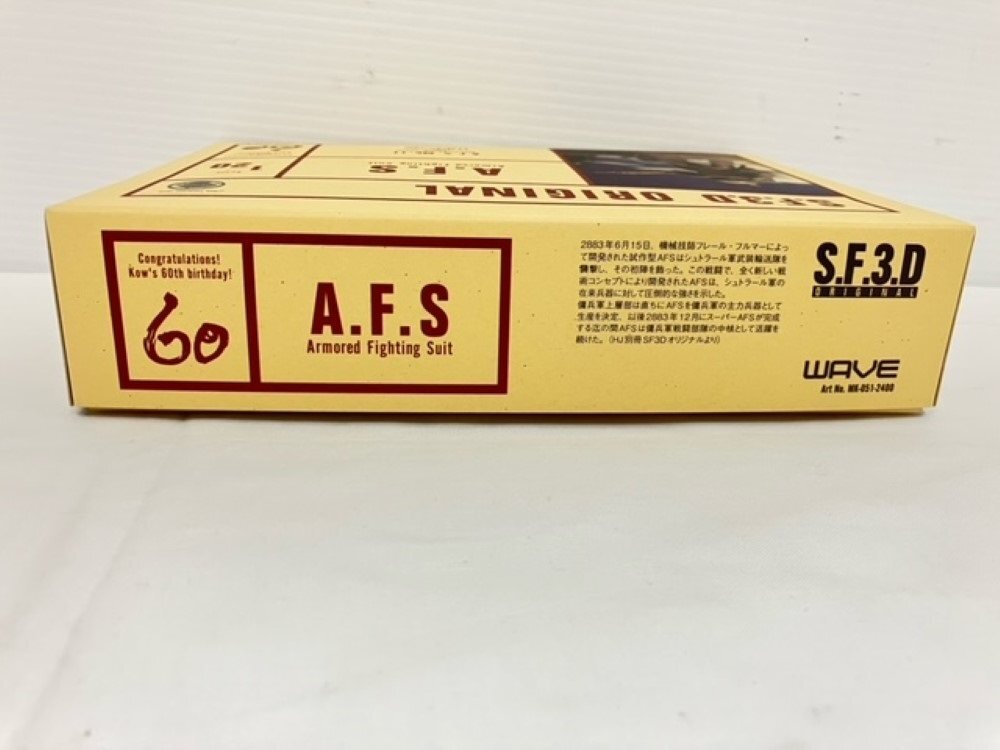 S.F.3.D ORIGINAL
A.F.S
Armored Fighting Suit
Congratulations!
Kow's 60th birthday!
60
A.F.S
Armored Fighting Suit
2883年6月15日、機械技師フレール・フルマーによっ
て開発された試作型AFSはシュトラール軍武装輸送隊を
襲撃し、その初陣を飾った。この戦闘で、全く新しい戦
術コンセプトにより開発されたAFSは、シュトラール軍の
在来兵器に対して圧倒的な強さを示した。
傭兵軍上層部は直ちにAFSを傭兵軍の主力兵器として
生産を決定、以後2883年12月にスーパーAFSが完成
する迄の間AFSは傭兵軍戦闘部隊の中核として活躍を
続けた。（HJ別冊SF3Dオリジナルより）
S.F.3.D
ORIGINAL
WAVE
Art No. MK-051-2400